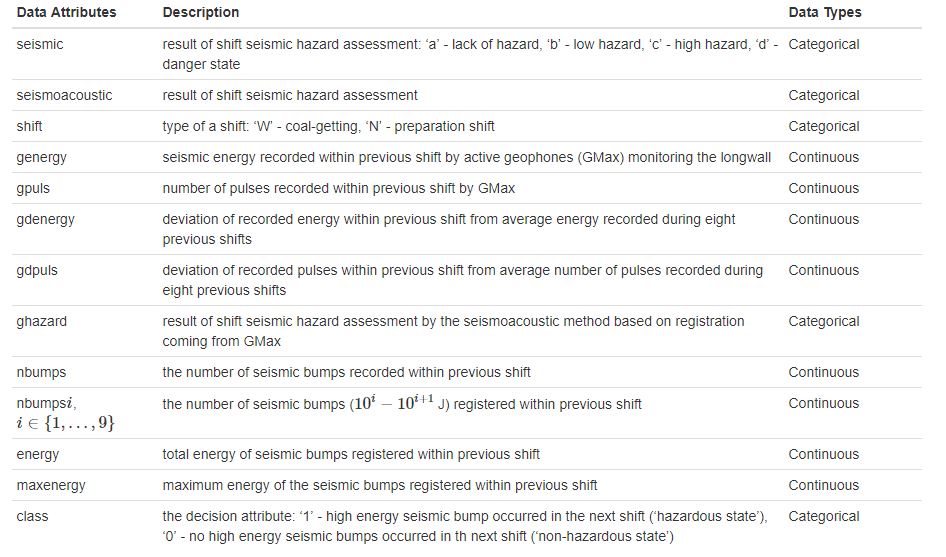 Data Attributes Description Data Types
seismic result of shift seismic hazard assessment: ‘a’ - lack of hazard, ‘b’ - low hazard, ‘c’ - high hazard, ‘d’ - Categorical
danger state
seismoacoustic result of shift seismic hazard assessment Categorical
shift type of a shift: ‘W’ - coal-getting, ‘N’ - preparation shift Categorical
genergy seismic energy recorded within previous shift by active geophones (GMax) monitoring the longwall Continuous
gpuls number of pulses recorded within previous shift by GMax Continuous
gdenergy deviation of recorded energy within previous shift from average energy recorded during eight Continuous
previous shifts
gdpuls deviation of recorded pulses within previous shift from average number of pulses recorded during Continuous
eight previous shifts
ghazard result of shift seismic hazard assessment by the seismoacoustic method based on registration Categorical
coming from GMax
nbumps the number of seismic bumps recorded within previous shift Continuous
nbumpsi, the number of seismic bumps (10^i − 10^{i+1} J) registered within previous shift Continuous
i ∈ {1, . . . , 9}
energy total energy of seismic bumps registered within previous shift Continuous
maxenergy maximum energy of the seismic bumps registered within previous shift Continuous
class the decision attribute: ‘1’ - high energy seismic bump occurred in the next shift (‘hazardous state’), Categorical
‘0’ - no high energy seismic bumps occurred in th next shift (‘non-hazardous state’)